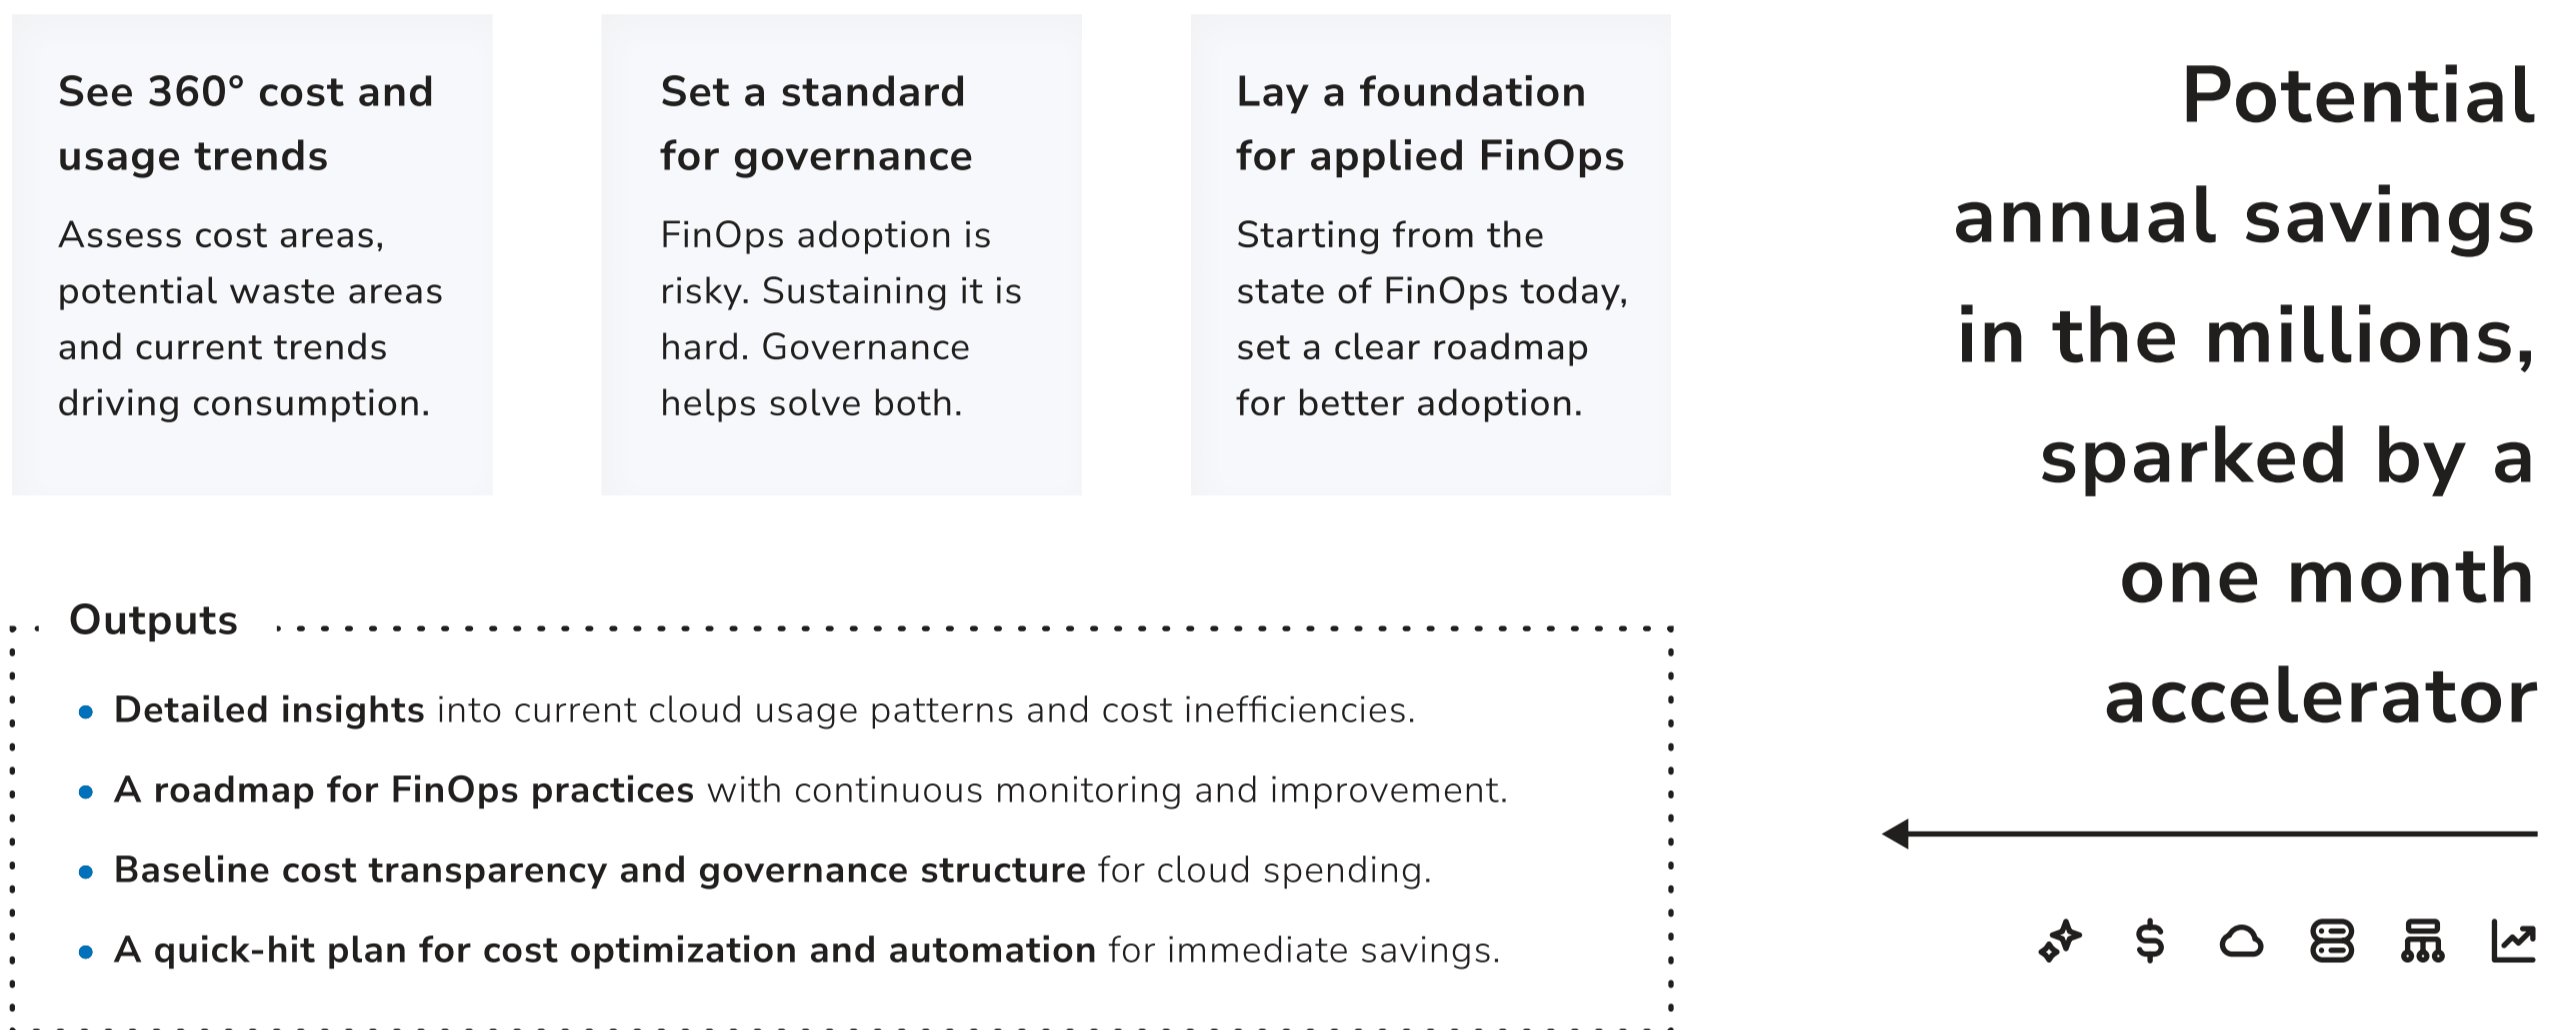 See 360° cost and
usage trends
Assess cost areas,
potential waste areas
and current trends
driving consumption.
Set a standard
for governance
FinOps adoption is
risky. Sustaining it is
hard. Governance
helps solve both.
Lay a foundation
for applied FinOps
Starting from the
state of FinOps today,
set a clear roadmap
for better adoption.
Potential
annual savings
in the millions,
sparked by a
one month
accelerator
Outputs
• Detailed insights into current cloud usage patterns and cost inefficiencies.
• A roadmap for FinOps practices with continuous monitoring and improvement.
• Baseline cost transparency and governance structure for cloud spending.
• A quick-hit plan for cost optimization and automation for immediate savings.